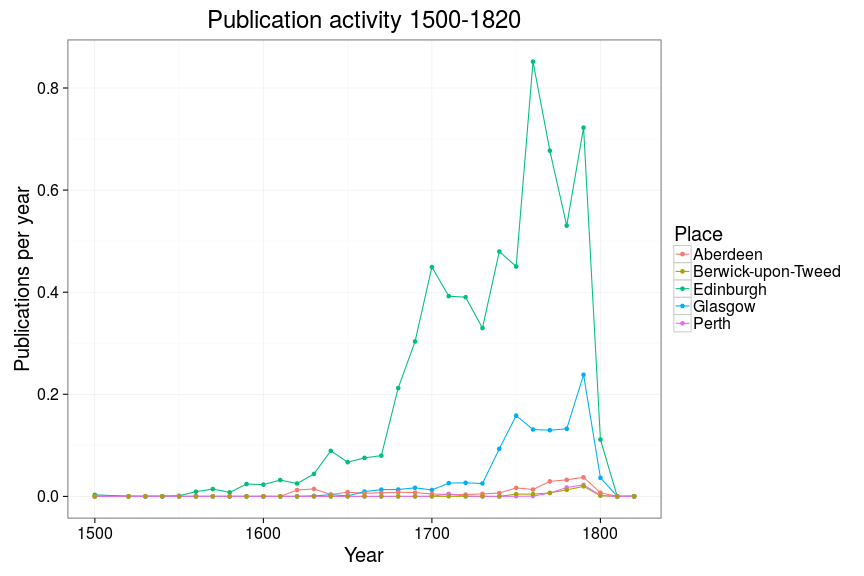 Publication activity 1500-1820
Publications per year
0.8
0.6
0.4
0.2
0.0
1500 1600 1700 1800
Year
Place
Aberdeen
Berwick-upon-Tweed
Edinburgh
Glasgow
Perth